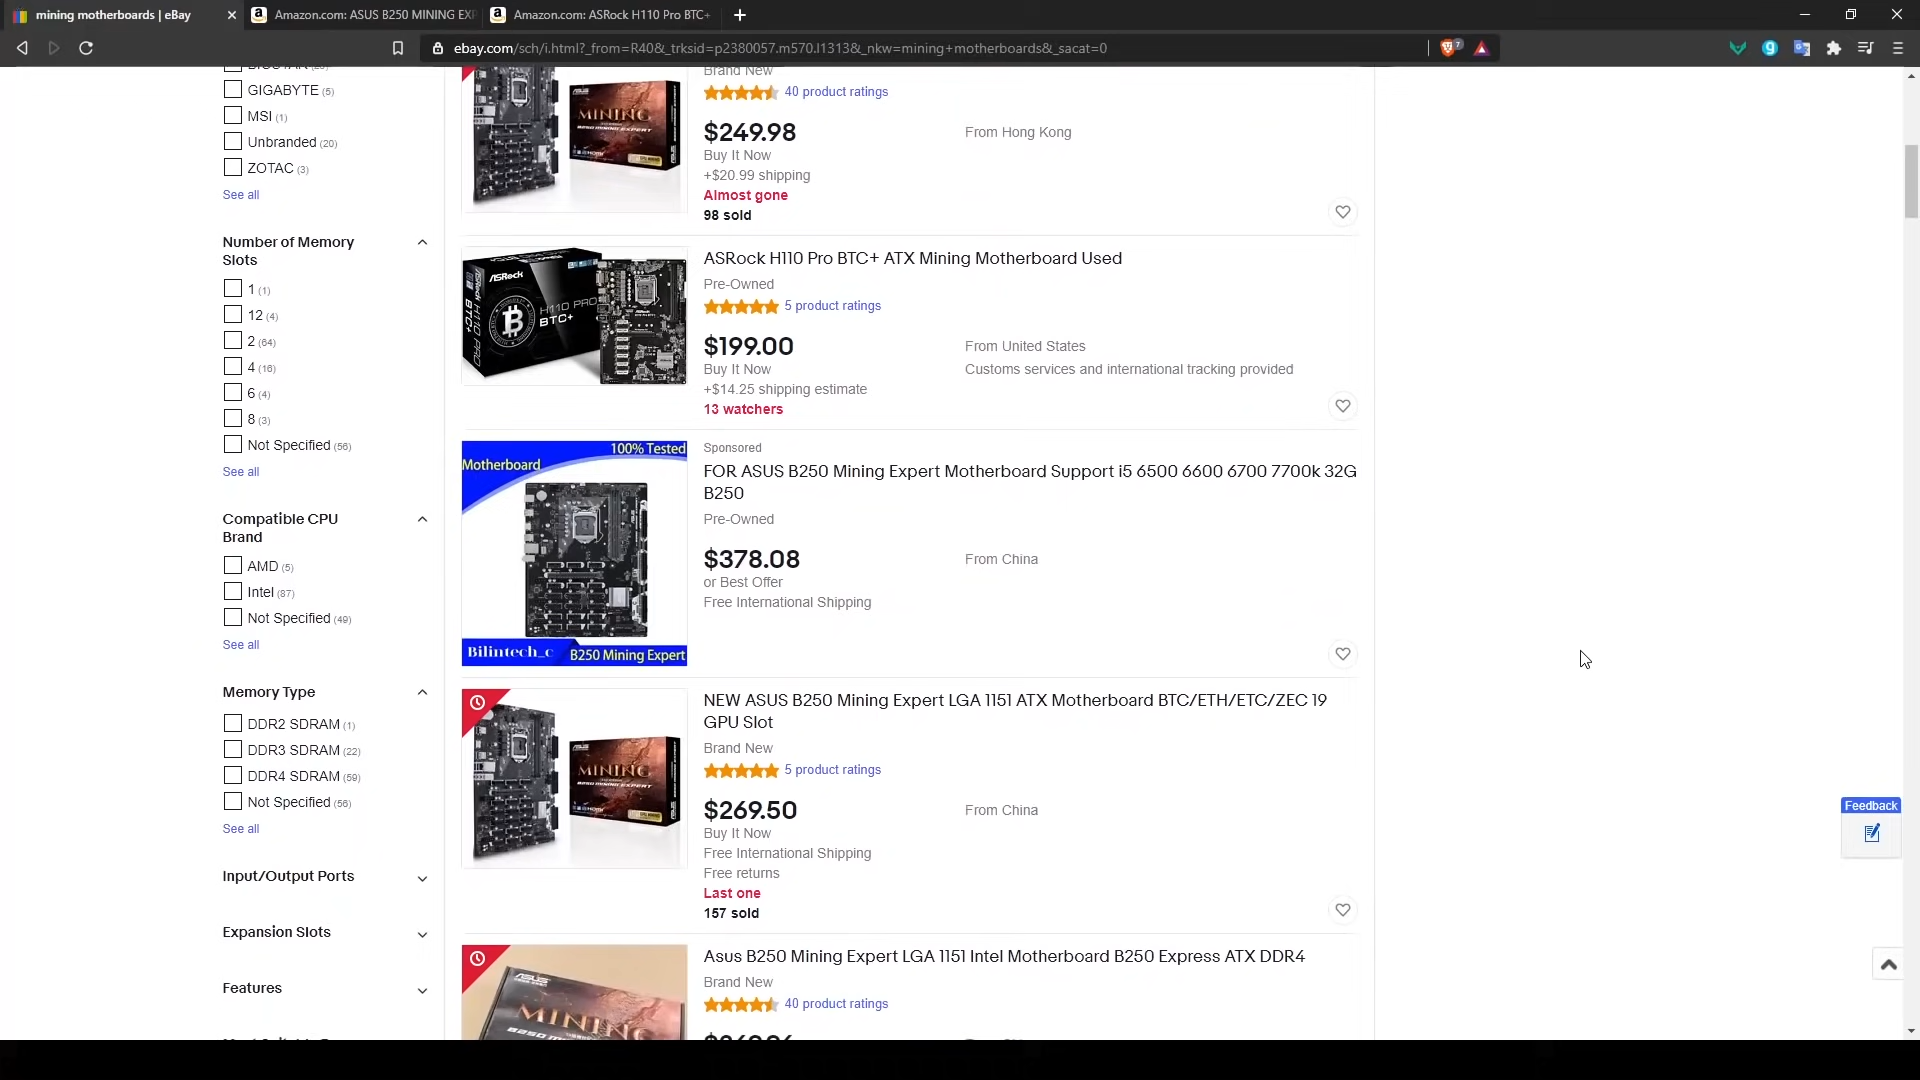 mining motherboards | eBay
Amazon.com: ASUS B250 MINING EXP
Amazon.com: ASRock H110 Pro BTC+
ebay.com/sch/i.html?_from=R40&_trksid=p2380057.m570.l1313&_nkw=mining+motherboards&_sacat=0
7
GIGABYTE (5)
MSI (1)
Unbranded (20)
ZOTAC (3)
See all
Number of Memory
Slots
1 (1)
12 (4)
2 (64)
4 (16)
6 (4)
8 (3)
Not Specified (56)
See all
Compatible CPU
Brand
AMD (5)
Intel (87)
Not Specified (49)
See all
Memory Type
DDR2 SDRAM (1)
DDR3 SDRAM (22)
DDR4 SDRAM (59)
Not Specified (56)
See all
Input/Output Ports
Expansion Slots
Features
MINING
Brand New
40 product ratings
$249.98
From Hong Kong
Buy It Now
+$20.99 shipping
Almost gone
98 sold
ASRock
H110 PRO
BTC+
H110 PRO
BTC+
ASRock H110 Pro BTC+ ATX Mining Motherboard Used
Pre-Owned
5 product ratings
$199.00
From United States
Buy It Now
Customs services and international tracking provided
+$14.25 shipping estimate
13 watchers
100% Tested
Motherboard
Bilintech_c
B250 Mining Expert
Sponsored
FOR ASUS B250 Mining Expert Motherboard Support i5 6500 6600 6700 7700k 32G
B250
Pre-Owned
$378.08
From China
or Best Offer
Free International Shipping
MINING
NEW ASUS B250 Mining Expert LGA 1151 ATX Motherboard BTC/ETH/ETC/ZEC 19
GPU Slot
Brand New
5 product ratings
$269.50
From China
Buy It Now
Free International Shipping
Free returns
Last one
157 sold
MINING
Asus B250 Mining Expert LGA 1151 Intel Motherboard B250 Express ATX DDR4
Brand New
40 product ratings
Feedback